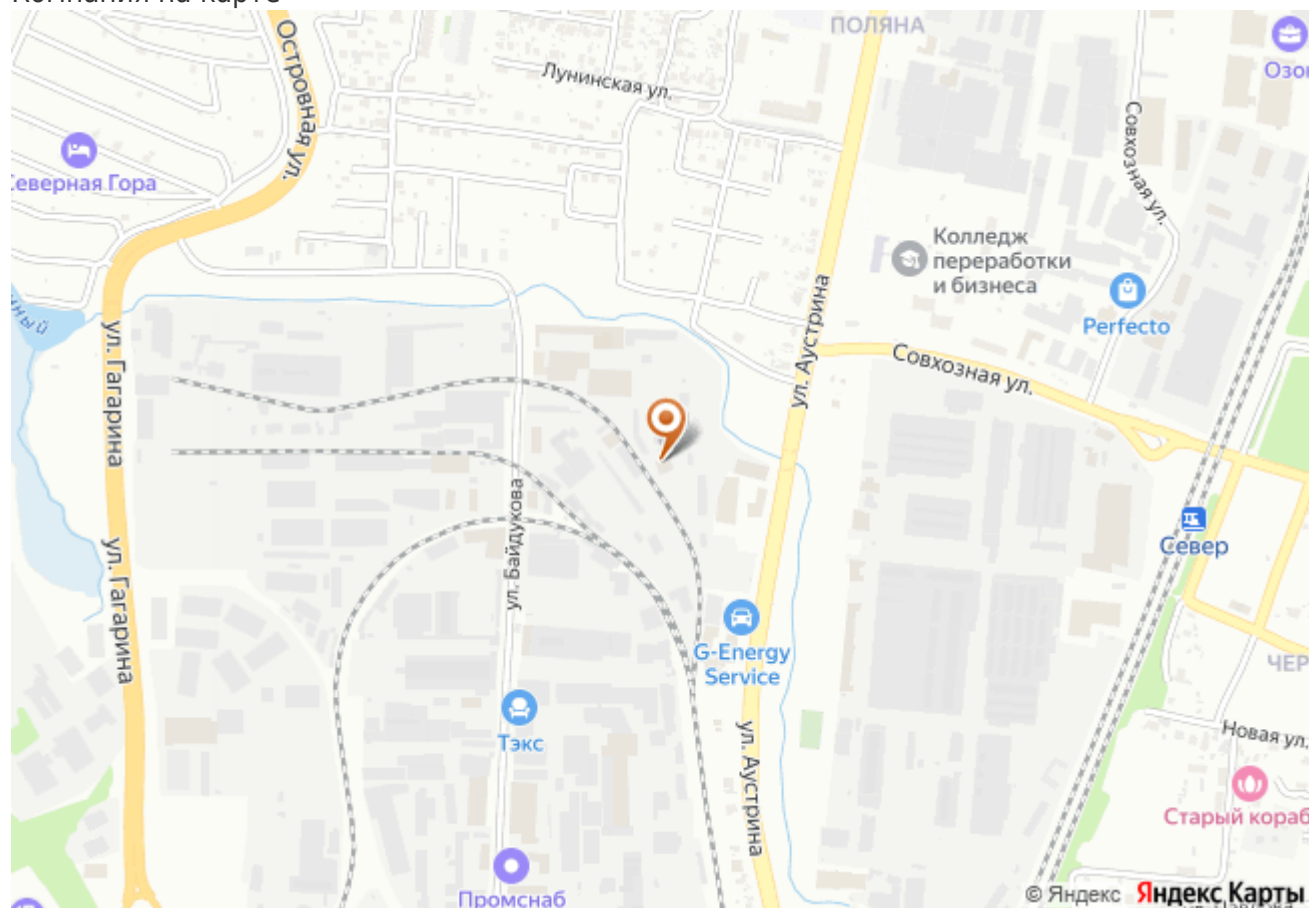 Компания на карте
ПОЛЯНА
Островная ул.
Лунинская ул.
Озон
Северная Гора
Совхозная ул.
Колледж
переработки
и бизнеса
Perfecto
ул. Аустрина
Совхозная ул.
ул. Гагарина
ул. Байдукова
Север
ул. Гагарина
G-Energy
Service
ЧЕР
Тэкс
Новая ул.
ул. Аустрина
Старый кораб
Промснаб
© Яндекс Яндекс Карты